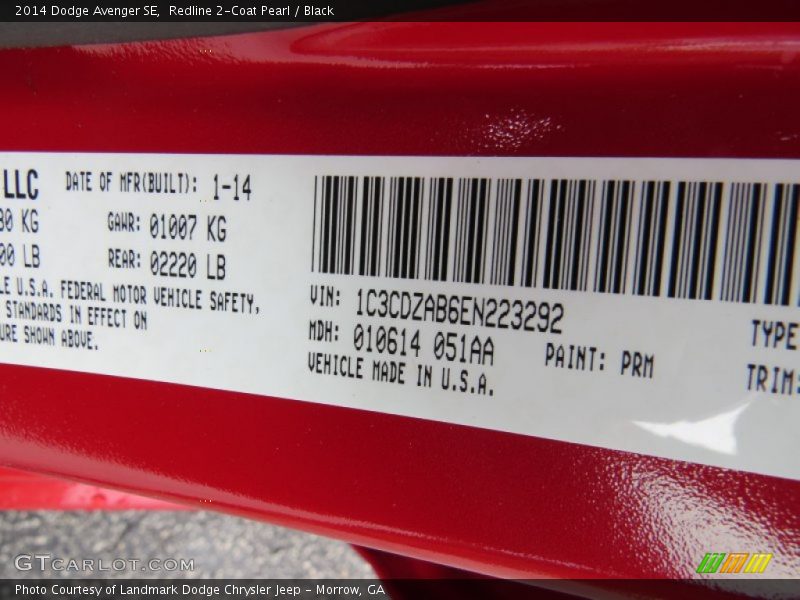 2014 Dodge Avenger SE, Redline 2-Coat Pearl / Black
LLC DATE OF MFR(BUILT): 1-14
KG GAWR: 01007 KG
LB REAR: 02220 LB
U.S.A. FEDERAL MOTOR VEHICLE SAFETY,
STANDARDS IN EFFECT ON
SHOWN ABOVE.
VIN: 1C3CDZAB6EN223292
MDH: 010614 051AA PAINT: PRM
VEHICLE MADE IN U.S.A.
TYPE
TRIM:
GTCARLOT.COM
Photo Courtesy of Landmark Dodge Chrysler Jeep - Morrow, GA